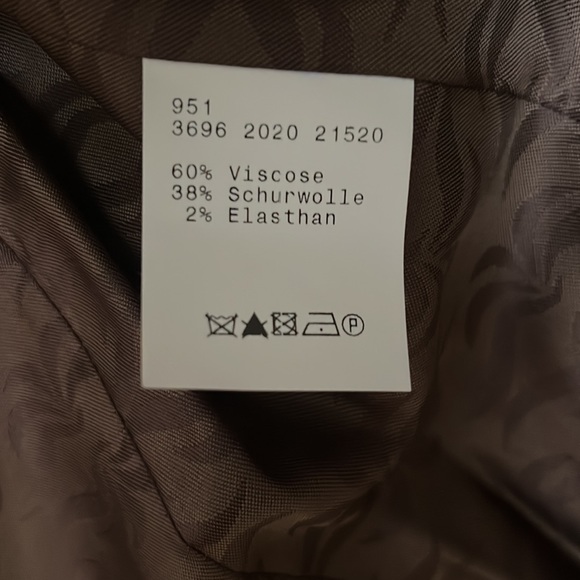 951
3696 2020 21520
60% Viscose
38% Schurwolle
2% Elasthan
P